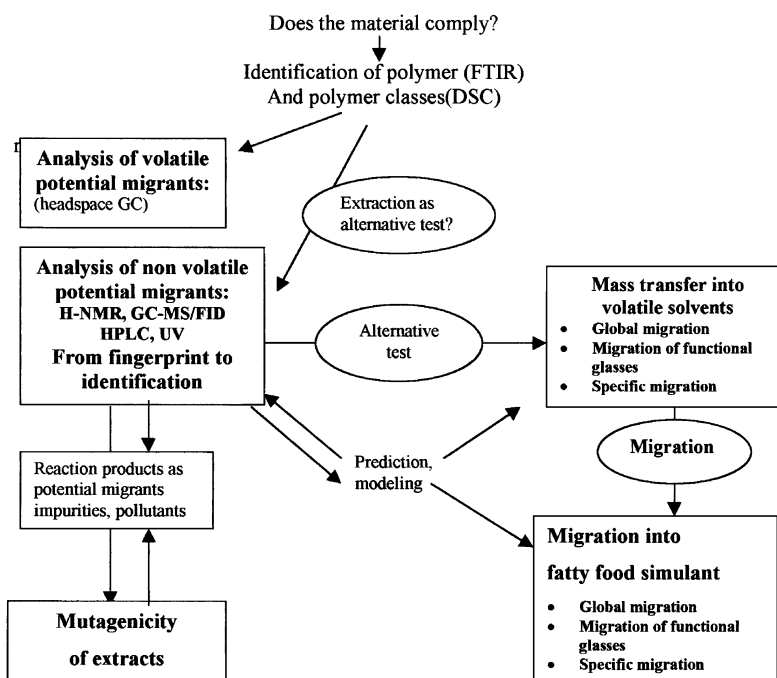 Does the material comply?
Identification of polymer (FTIR)
And polymer classes(DSC)
Analysis of volatile
potential migrants:
(headspace GC)
Extraction as
alternative test?
Analysis of non volatile
potential migrants:
H-NMR, GC-MS/FID
HPLC, UV
From fingerprint to
identification
Alternative
test
Mass transfer into
volatile solvents
• Global migration
• Migration of functional
glasses
• Specific migration
Migration
Prediction,
modeling
Reaction products as
potential migrants
impurities, pollutants
Migration into
fatty food simulant
• Global migration
• Migration of functional
glasses
• Specific migration
Mutagenicity
of extracts